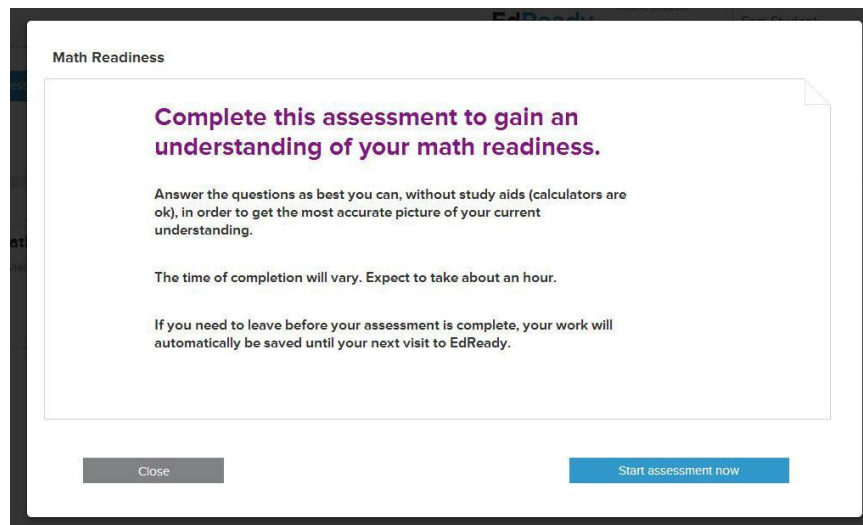 Math Readiness
Complete this assessment to gain an
understanding of your math readiness.
Answer the questions as best you can, without study aids (calculators are
ok), in order to get the most accurate picture of your current
understanding.
The time of completion will vary. Expect to take about an hour.
If you need to leave before your assessment is complete, your work will
automatically be saved until your next visit to EdReady.
Close
Start assessment now